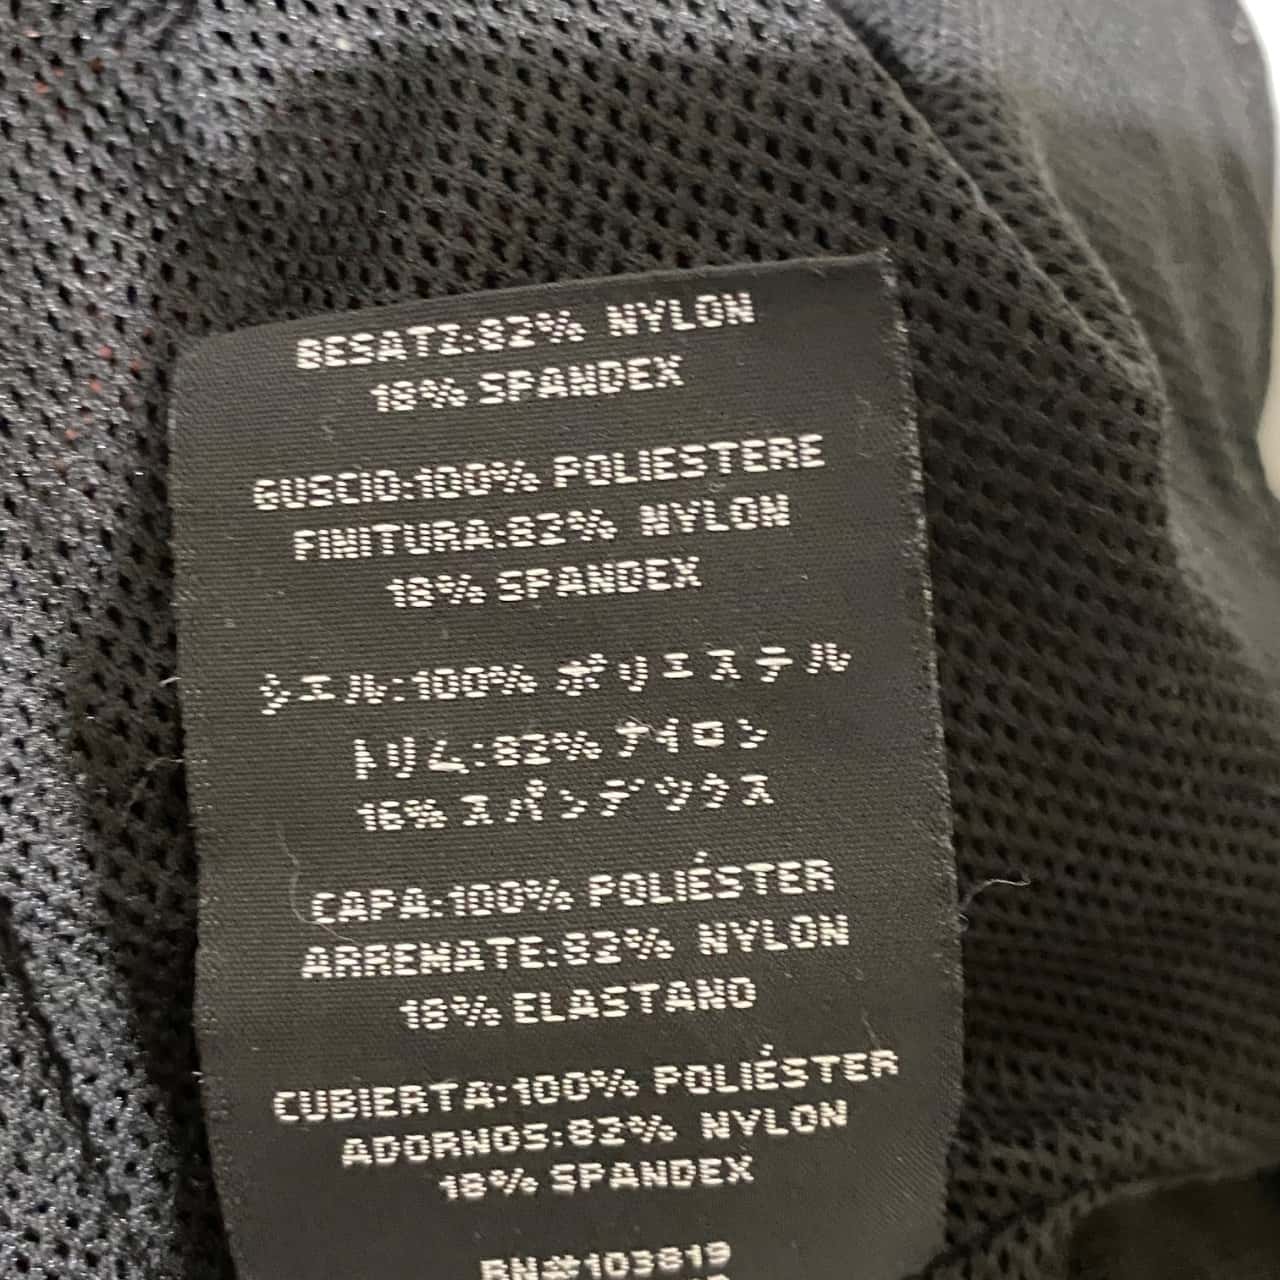 BESATZ:82% NYLON
18% SPANDEX
GUSCIO:100% POLIESTERE
FINITURA:82% NYLON
18% SPANDEX
シエル:100% ポリエステル
トリム:82% ナイロン
18% スパンデツクス
CAPA:100% POLIÉSTER
ARREMATE:82% NYLON
18% ELASTANO
CUBIERTA:100% POLIÉSTER
ADORNOS:82% NYLON
18% SPANDEX
RN#103819